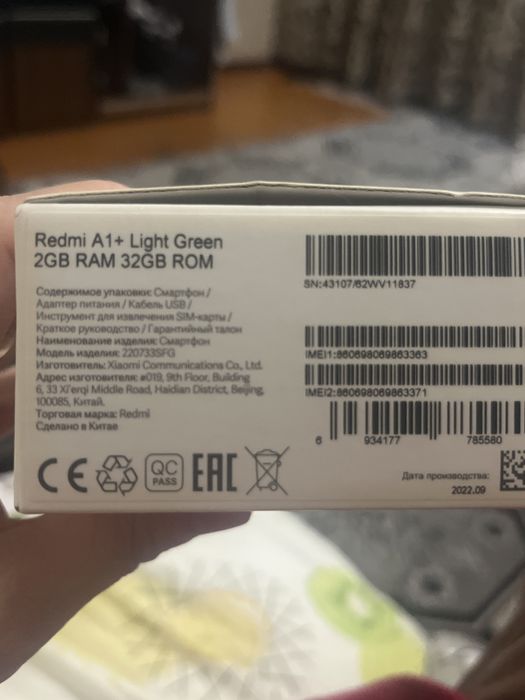 Redmi A1+ Light Green
2GB RAM 32GB ROM
Содержимое упаковки: Смартфон /
Адаптер питания / Кабель USB /
Инструмент для извлечения SIM-карты /
Краткое руководство / Гарантийный талон
Наименование изделия: Смартфон
Модель изделия: 220733SFG
Изготовитель: Xiaomi Communications Co., Ltd.
Адрес изготовителя: #019, 9th Floor, Building
6, 33 Xi'erqi Middle Road, Haidian District, Beijing,
100085, Китай.
Торговая марка: Redmi
Сделано в Китае
CE
QC
PASS
EAC
SN:43107/62WV11837
IMEI1:860698069863363
IMEI2:860698069863371
6 934177 785580
Дата производства:
2022.09